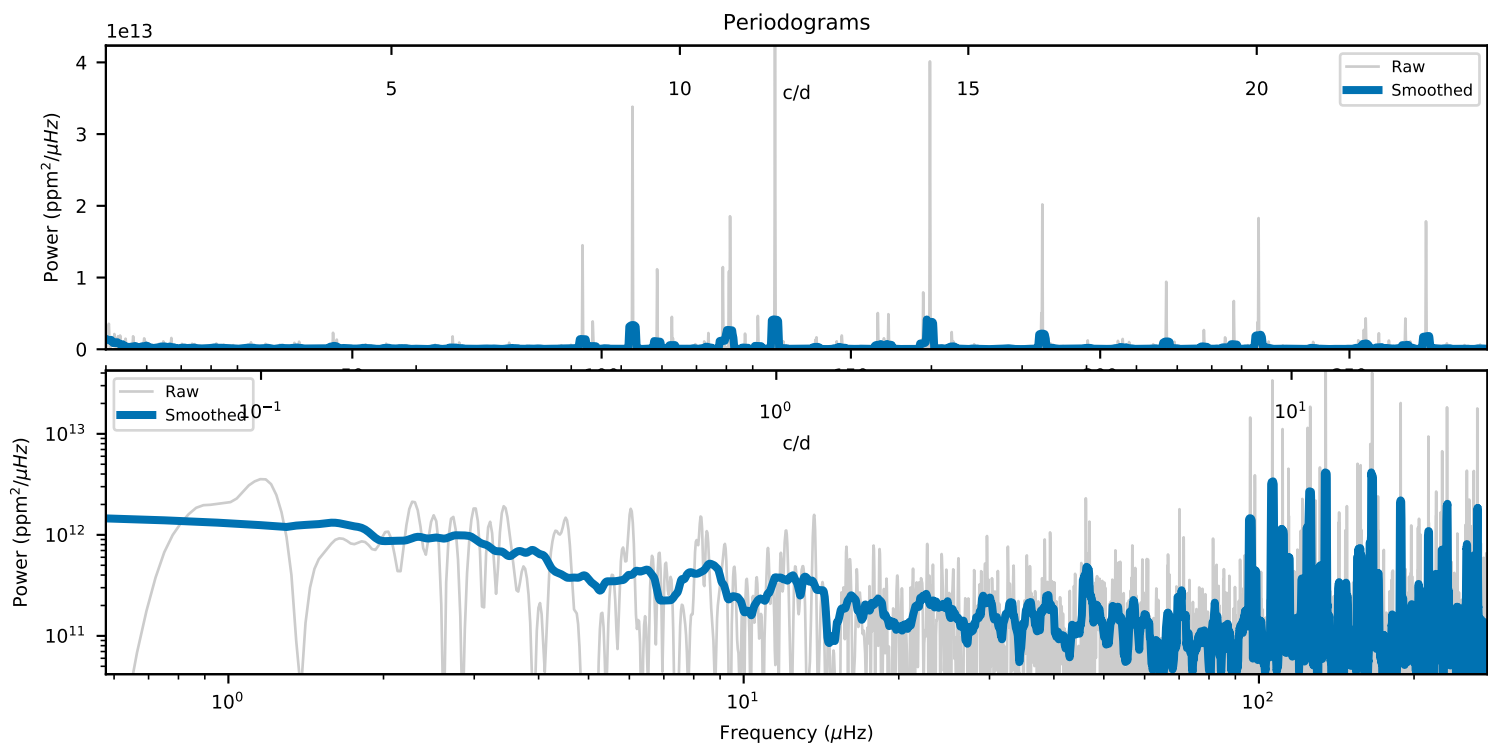 Periodograms
1e13
4
3
2
1
0
Power (ppm²/μHz)
5
10
15
20
c/d
Raw
Smoothed
Raw
Smoothed
10⁻¹
10⁰
10¹
c/d
10¹³
10¹²
10¹¹
Power (ppm²/μHz)
10⁰
10¹
10²
Frequency (μHz)